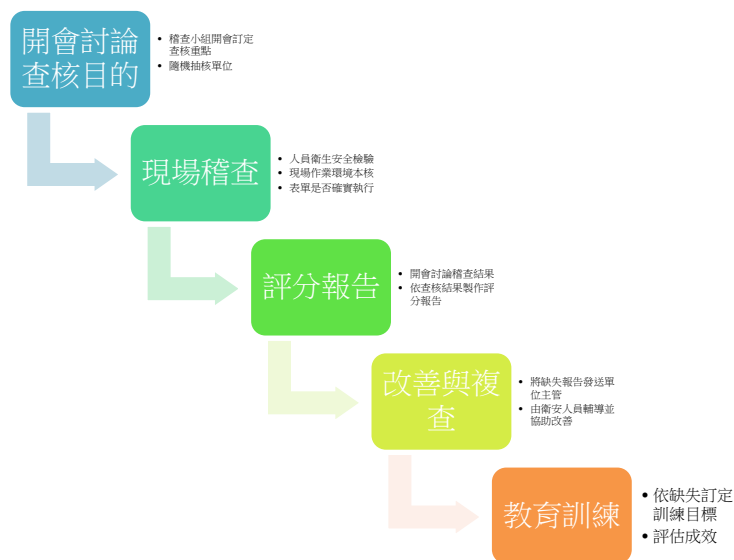 開會討論
查核目的
• 稽查小組開會訂定
查核重點
• 隨機抽核單位
現場稽查
• 人員衛生安全檢驗
• 現場作業環境本核
• 表單是否確實執行
評分報告
• 開會討論稽查結果
• 依查核結果製作評
分報告
改善與複
查
• 將缺失報告發送單
位主管
• 由衛安人員輔導並
協助改善
教育訓練
• 依缺失訂定
訓練目標
• 評估成效